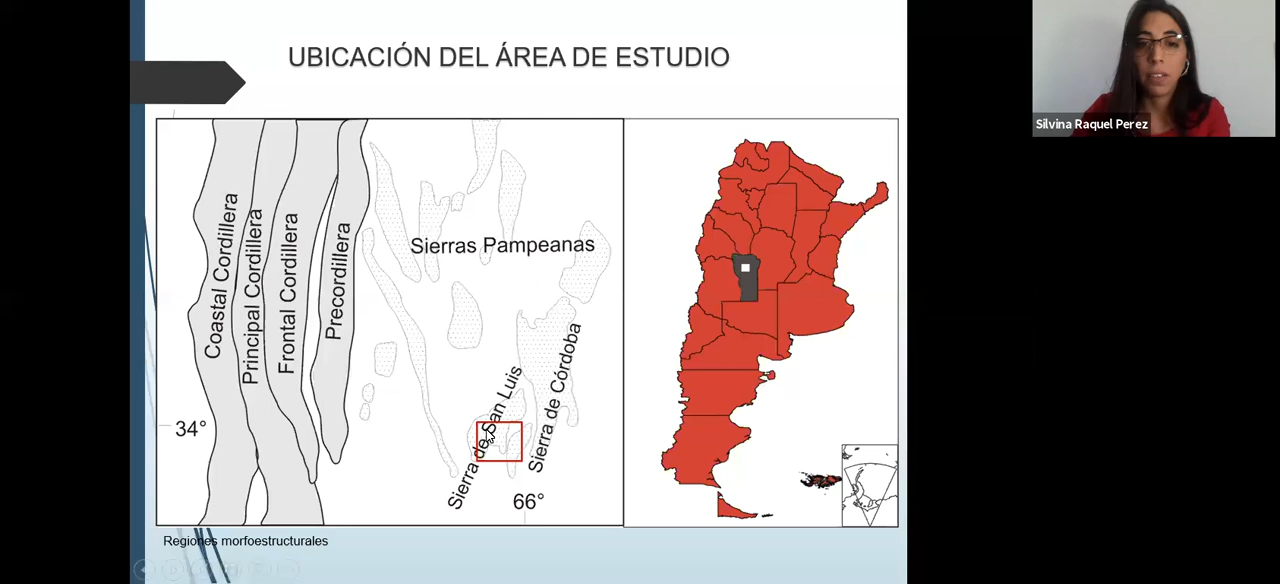 UBICACIÓN DEL ÁREA DE ESTUDIO
Silvina Raquel Perez
Coastal Cordillera
Principal Cordillera
Frontal Cordillera
Precordillera
Sierras Pampeanas
Sierra de San Luis
Sierra de Córdoba
34°
66°
Regiones morfoestructurales